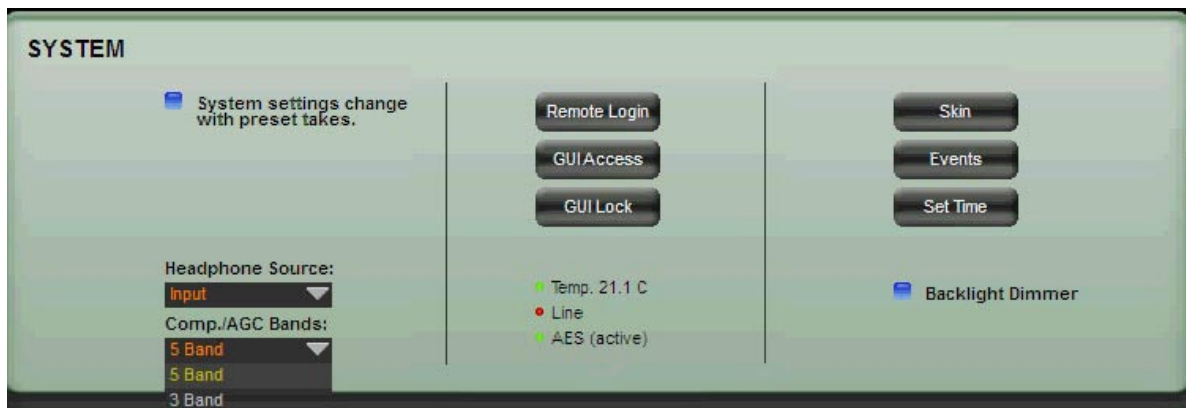 SYSTEM
System settings change
with preset takes.
Headphone Source:
Input
Comp./AGC Bands:
5 Band
5 Band
3 Band
Remote Login
GUI Access
GUI Lock
Temp. 21.1 C
Line
AES (active)
Skin
Events
Set Time
Backlight Dimmer